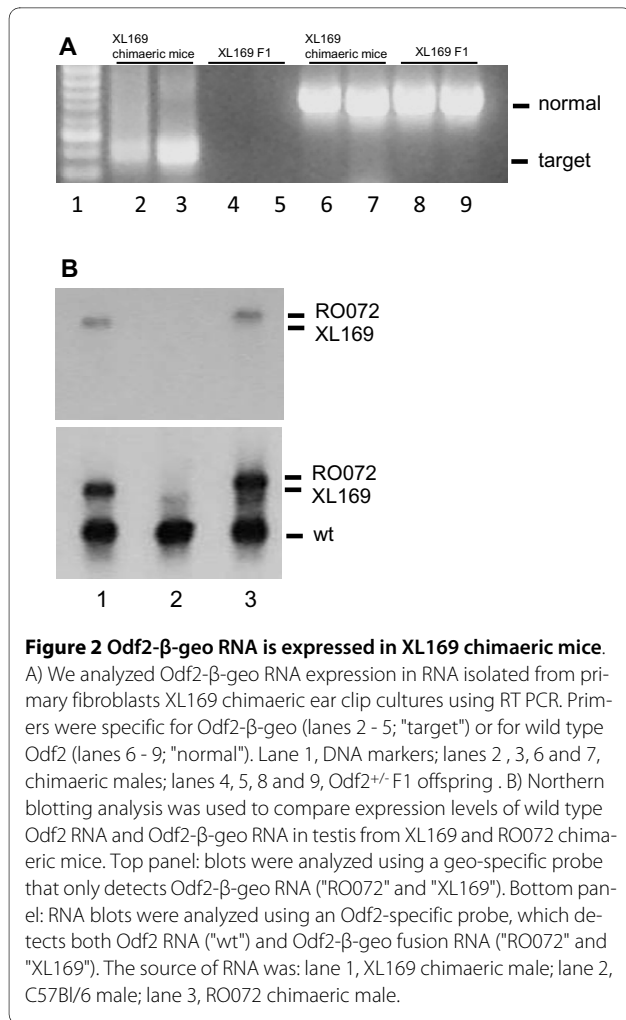 A
XL169
chimaeric mice
XL169 F1
XL169
chimaeric mice
XL169 F1
normal
target
1 2 3 4 5 6 7 8 9
B
RO072
XL169
RO072
XL169
wt
1 2 3
Figure 2 Odf2-β-geo RNA is expressed in XL169 chimaeric mice.
A) We analyzed Odf2-β-geo RNA expression in RNA isolated from pri-
mary fibroblasts XL169 chimaeric ear clip cultures using RT PCR. Prim-
ers were specific for Odf2-β-geo (lanes 2 - 5; "target") or for wild type
Odf2 (lanes 6 - 9; "normal"). Lane 1, DNA markers; lanes 2 , 3, 6 and 7,
chimaeric males; lanes 4, 5, 8 and 9, Odf2+/- F1 offspring . B) Northern
blotting analysis was used to compare expression levels of wild type
Odf2 RNA and Odf2-β-geo RNA in testis from XL169 and RO072 chima-
eric mice. Top panel: blots were analyzed using a geo-specific probe
that only detects Odf2-β-geo RNA ("RO072" and "XL169"). Bottom pan-
el: RNA blots were analyzed using an Odf2-specific probe, which de-
tects both Odf2 RNA ("wt") and Odf2-β-geo fusion RNA ("RO072" and
"XL169"). The source of RNA was: lane 1, XL169 chimaeric male; lane 2,
C57Bl/6 male; lane 3, RO072 chimaeric male.